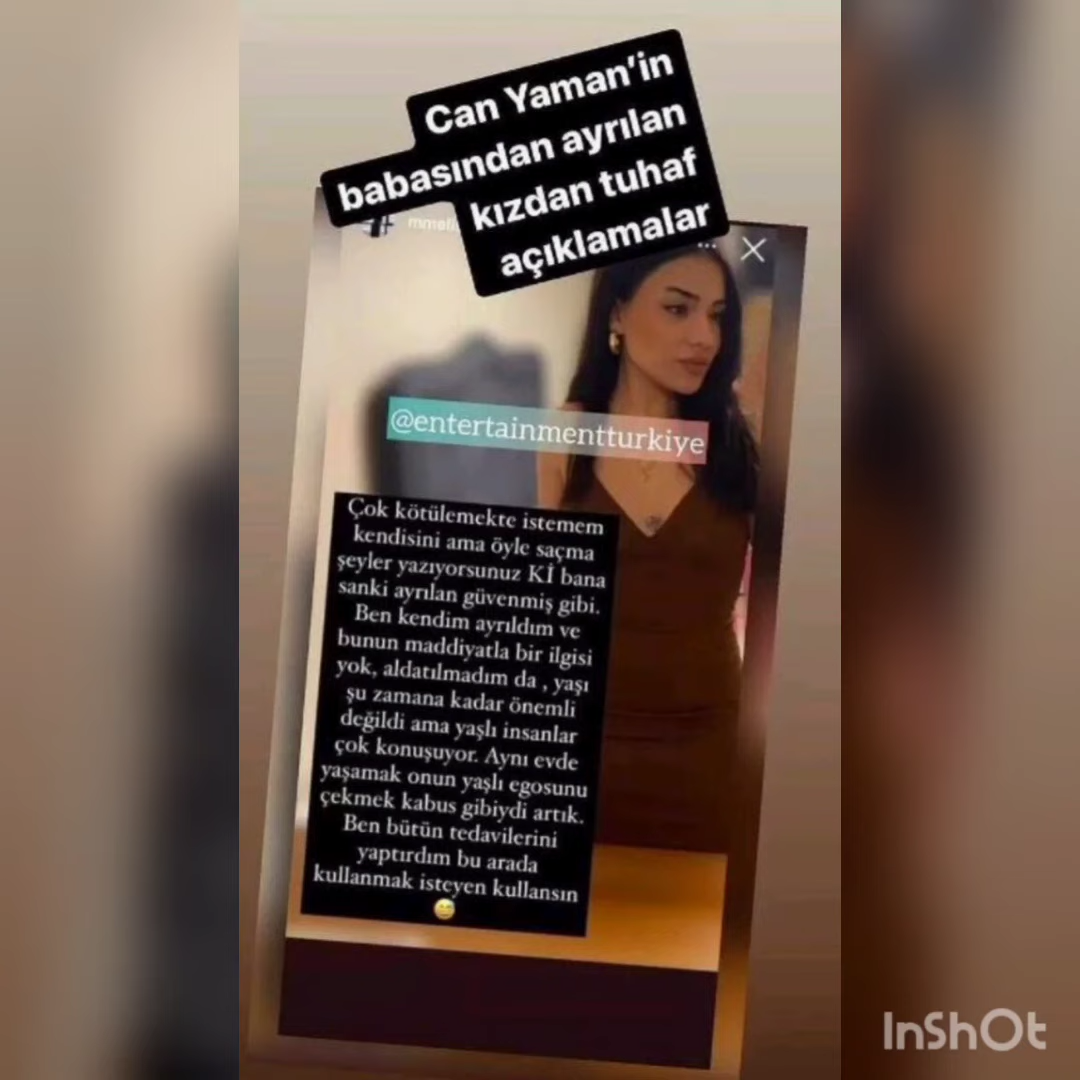 Can Yaman'in
babasından ayrılan
kızdan tuhaf
açıklamalar
@entertainmentturkiye
Çok kötülemekte istemem
kendisini ama öyle saçma
şeyler yazıyorsunuz Kİ bana
sanki ayrılan güvenmiş gibi.
Ben kendim ayrıldım ve
bunun maddiyatla bir ilgisi
yok, aldatılmadım da , yaşı
şu zamana kadar önemli
değildi ama yaşlı insanlar
çok konuşuyor. Aynı evde
yaşamak onun yaşlı egosunu
çekmek kabus gibiydi artık.
Ben bütün tedavilerini
yaptırdım bu arada
kullanmak isteyen kullansın
InShOt